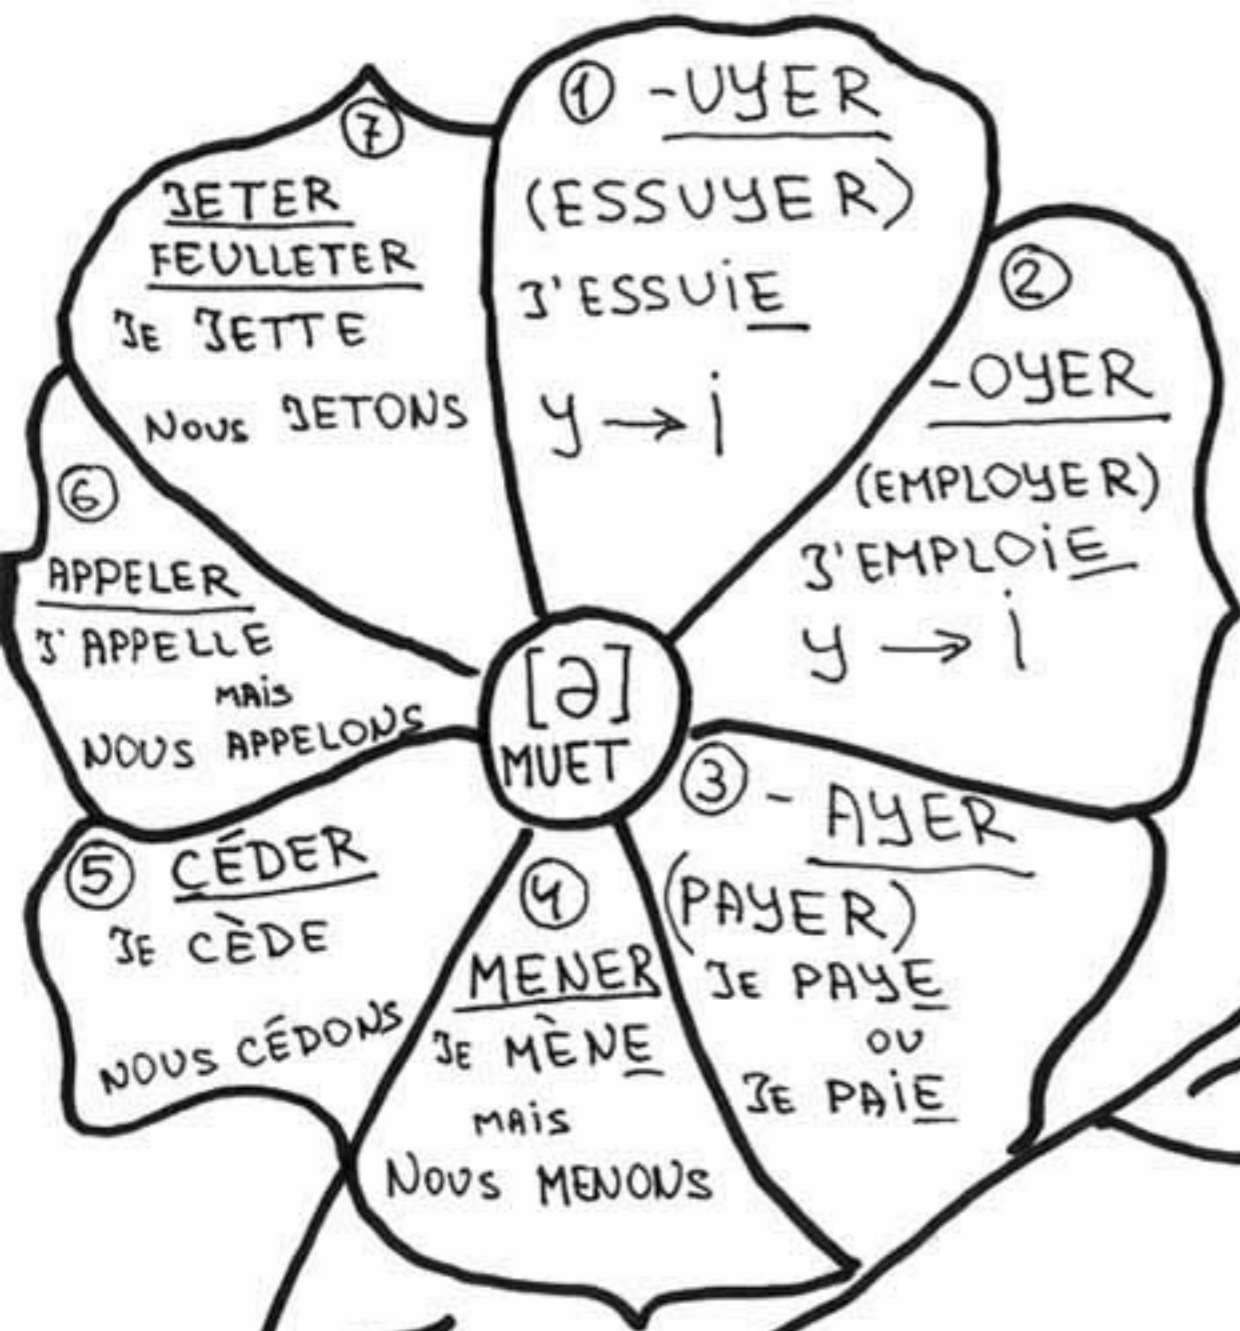 [ə]
MUET
① -UYER
(ESSUYER)
J'ESSUiE
y → i
②
-OYER
(EMPLOYER)
J'EMPLOiE
y → i
③ - AYER
(PAYER)
JE PAYE
OU
JE PAiE
④
MENER
JE MÈNE
MAiS
NOUS MENONS
⑤ CÉDER
JE CÈDE
NOUS CÉDONS
⑥
APPELER
J'APPELLE
MAiS
NOUS APPELONS
⑦
JETER
FEULLETER
JE JETTE
NOUS JETONS